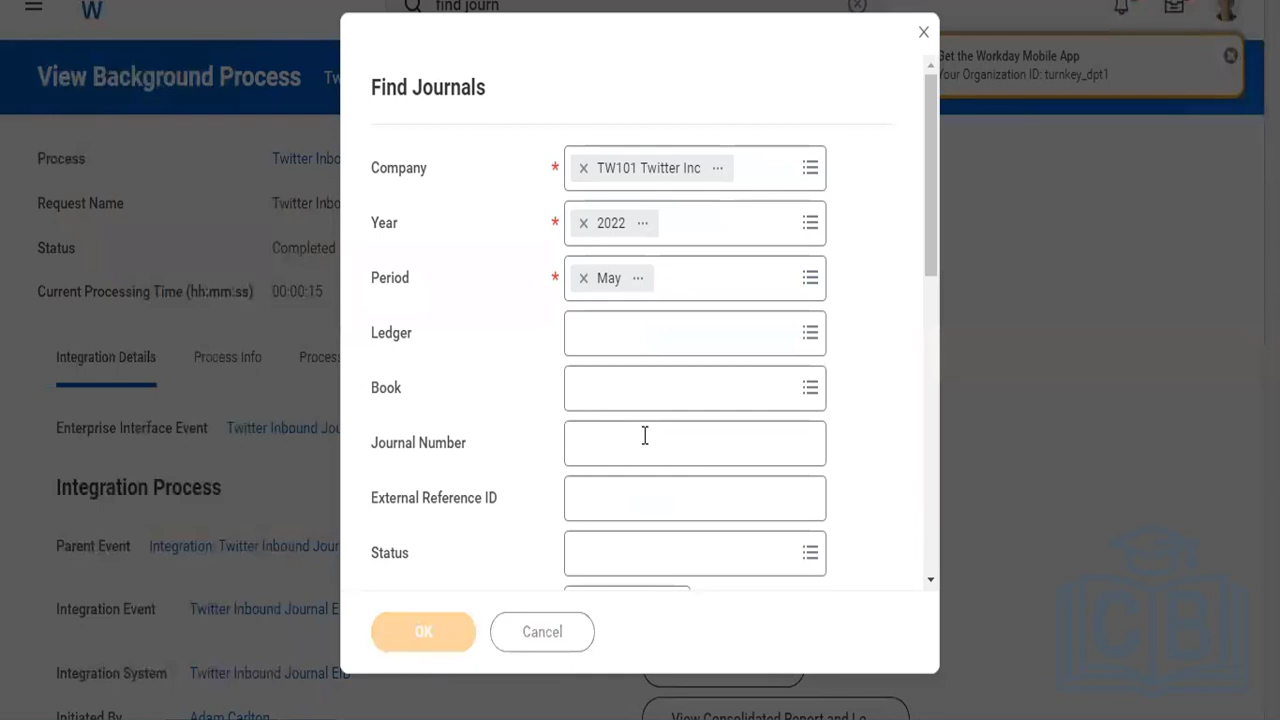 find journ
W
View Background Process Tw
Get the Workday Mobile App
Your Organization ID: turnkey_dpt1
Process Twitter Inbo
Request Name Twitter Inbo
Status Completed
Current Processing Time (hh:mm:ss) 00:00:15
Integration Details Process Info Process
Enterprise Interface Event Twitter Inbound Jou
Integration Process
Parent Event Integration: Twitter Inbound Jour
Integration Event Twitter Inbound Journal E
Integration System Twitter Inbound Journal EIB
Initiated By Adam Carlton
Find Journals
Company * TW101 Twitter Inc
Year * 2022
Period * May
Ledger
Book
Journal Number
External Reference ID
Status
OK Cancel
View Consolidated Report and Lo
CB